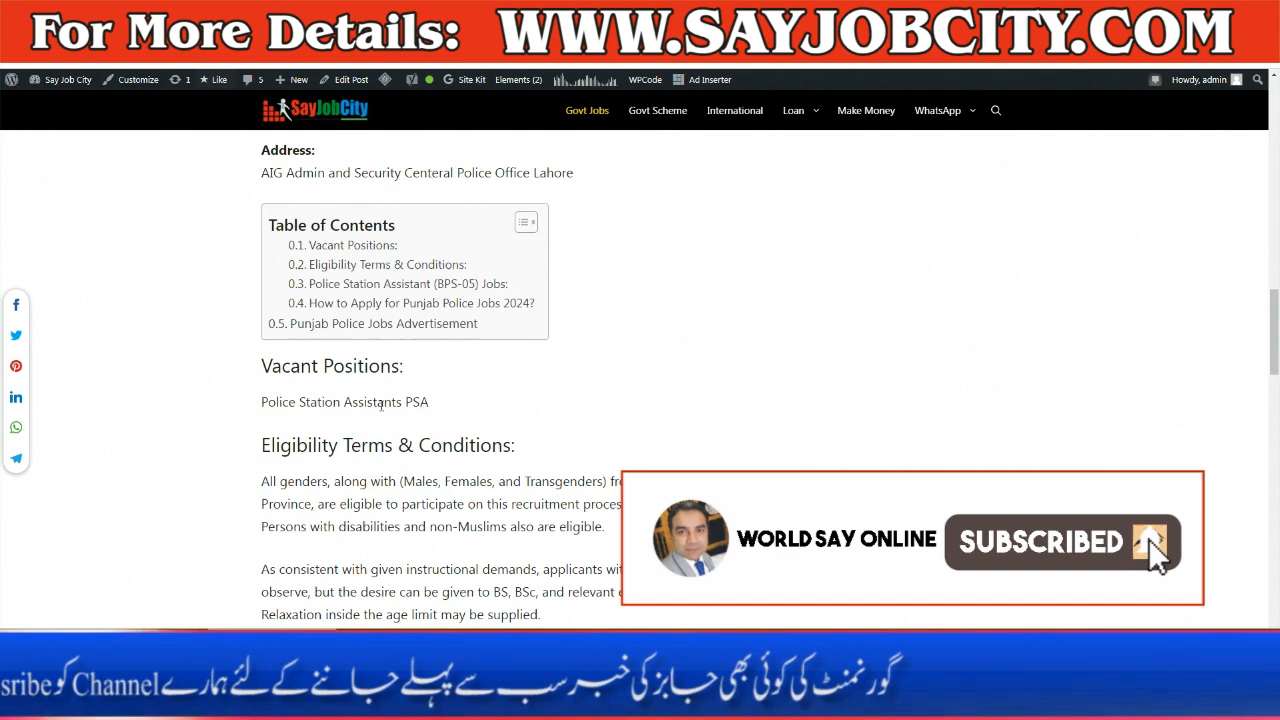 For More Details: WWW.SAYJOBCITY.COM
Say Job City Customize 1 Like 5 New Edit Post Site Kit Elements (2) WPCode Ad Inserter Howdy, admin
SayJobCity Govt Jobs Govt Scheme International Loan Make Money WhatsApp
Address:
AIG Admin and Security Centeral Police Office Lahore
Table of Contents
0.1. Vacant Positions:
0.2. Eligibility Terms & Conditions:
0.3. Police Station Assistant (BPS-05) Jobs:
0.4. How to Apply for Punjab Police Jobs 2024?
0.5. Punjab Police Jobs Advertisement
Vacant Positions:
Police Station Assistants PSA
Eligibility Terms & Conditions:
All genders, along with (Males, Females, and Transgenders)
Province, are eligible to participate on this recruitment
Persons with disabilities and non-Muslims also are eligible.
As consistent with given instructional demands, applicants
observe, but the desire can be given to BS, BSc, and relevant
Relaxation inside the age limit may be supplied.
WORLD SAY ONLINE SUBSCRIBED
گورنمنٹ کی کوئی بھی جابز کی خبر سب سے پہلے جاننے کے لئے ہمارے Channel کو sribe